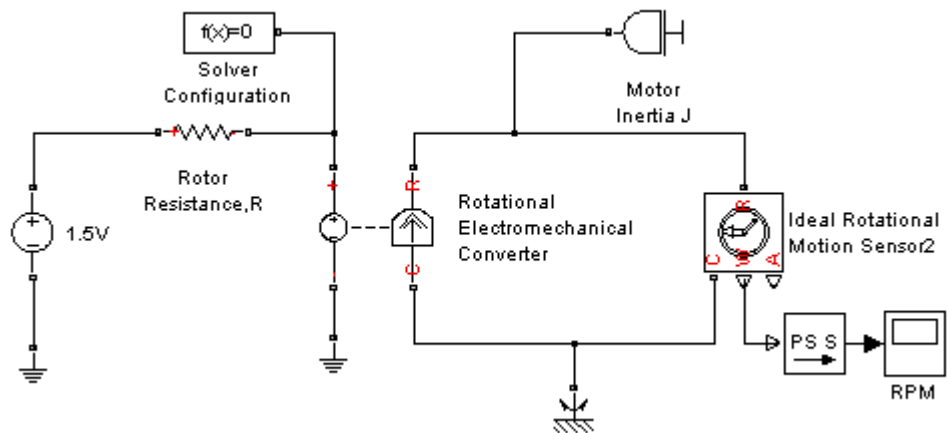 f(x)=0
Solver
Configuration
Motor
Inertia J
+
-
Rotor
Resistance,R
1.5V
+
-
R
C
Rotational
Electromechanical
Converter
R
C
W
A
Ideal Rotational
Motion Sensor2
PS S
RPM